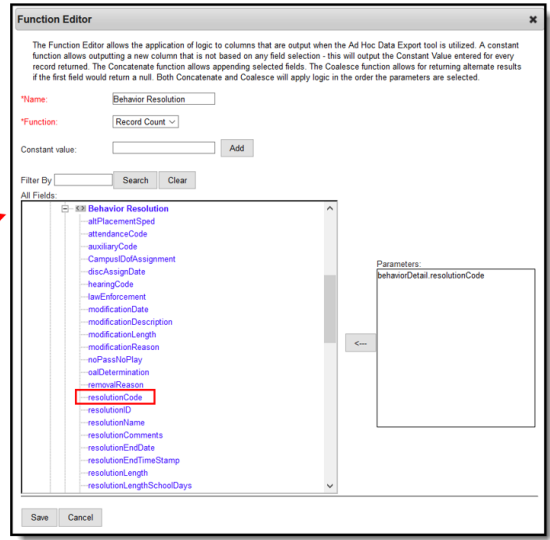 Function Editor
The Function Editor allows the application of logic to columns that are output when the Ad Hoc Data Export tool is utilized. A constant
function allows outputting a new column that is not based on any field selection - this will output the Constant Value entered for every
record returned. The Concatenate function allows appending selected fields. The Coalesce function allows for returning alternate results
if the first field would return a null. Both Concatenate and Coalesce will apply logic in the order the parameters are selected.
*Name: Behavior Resolution
*Function: Record Count
Constant value: Add
Filter By Search Clear
All Fields:
Behavior Resolution
altPlacementSped
attendanceCode
auxiliaryCode
CampusIDofAssignment
discAssignDate
hearingCode
lawEnforcement
modificationDate
modificationDescription
modificationLength
modificationReason
noPassNoPlay
oalDetermination
removalReason
resolutionCode
resolutionID
resolutionName
resolutionComments
resolutionEndDate
resolutionEndTimeStamp
resolutionLength
resolutionLengthSchoolDays
<---
Parameters:
behaviorDetail.resolutionCode
Save Cancel